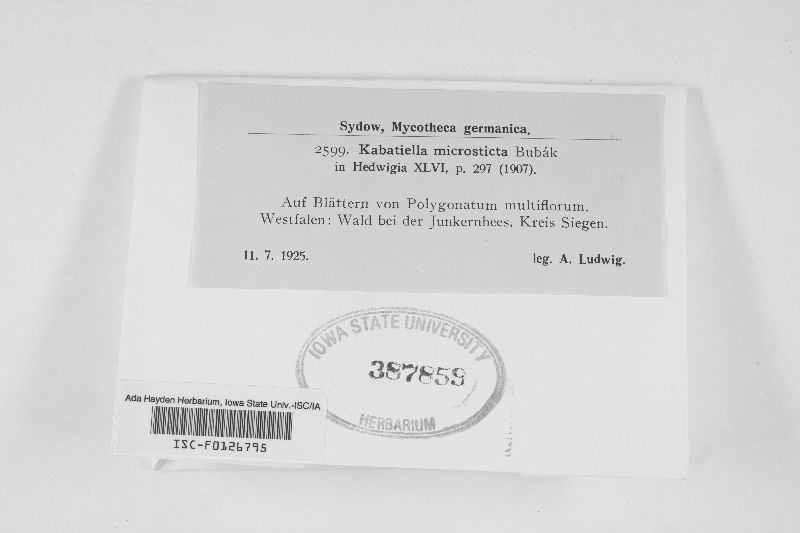 Sydow, Mycotheca germanica.
2599. Kabatiella microsticta Bubák
in Hedwigia XLVI, p. 297 (1907).
Auf Blättern von Polygonatum multiflorum.
Westfalen: Wald bei der Junkernhees, Kreis Siegen.
11. 7. 1925. leg. A. Ludwig.
IOWA STATE UNIVERSITY
387859
HERBARIUM
Ada Hayden Herbarium, Iowa State Univ.-ISC/IA
ISC-F0126795